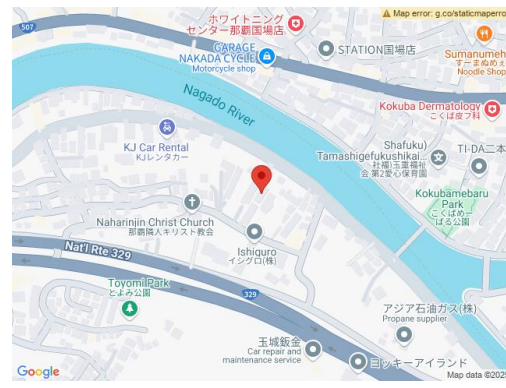 Map error: g.co/staticmaperro
507
ホワイトニング
センター那覇国場店
GARAGE
NAKADA CYCLE
Motorcycle shop
STATION国場店
Sumanumeh
すーまぬめぇ
Noodle Shop
Nagado River
Kokuba Dermatology
こくば皮フ科
KJ Car Rental
KJレンタカー
Shafuku)
Tamashigefukushikai...
社福)玉重福祉
会 第2愛心保育園
TI-DA二本
Kokubamebaru
Park
こくばめー
ばる公園
Naharinjin Christ Church
那覇隣人キリスト教会
Ishiguro
イシグロ(株)
Nat'l Rte 329
329
Toyomi Park
とよみ公園
アジア石油ガス(株)
Propane supplier
玉城鈑金
Car repair and
maintenance service
ヨッキーアイランド
Google
Map data ©2025